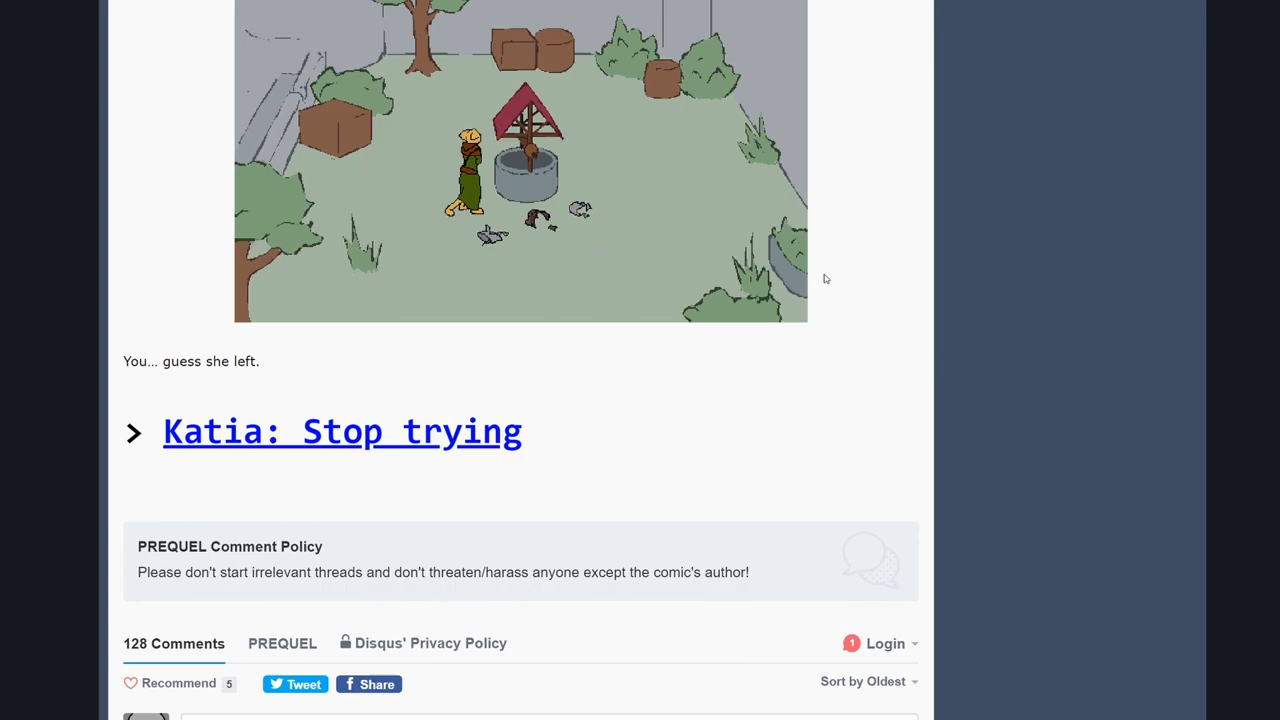 You... guess she left.
> Katia: Stop trying
PREQUEL Comment Policy
Please don't start irrelevant threads and don't threaten/harass anyone except the comic's author!
128 Comments PREQUEL Disqus' Privacy Policy 1 Login
Recommend 5 Tweet Share Sort by Oldest